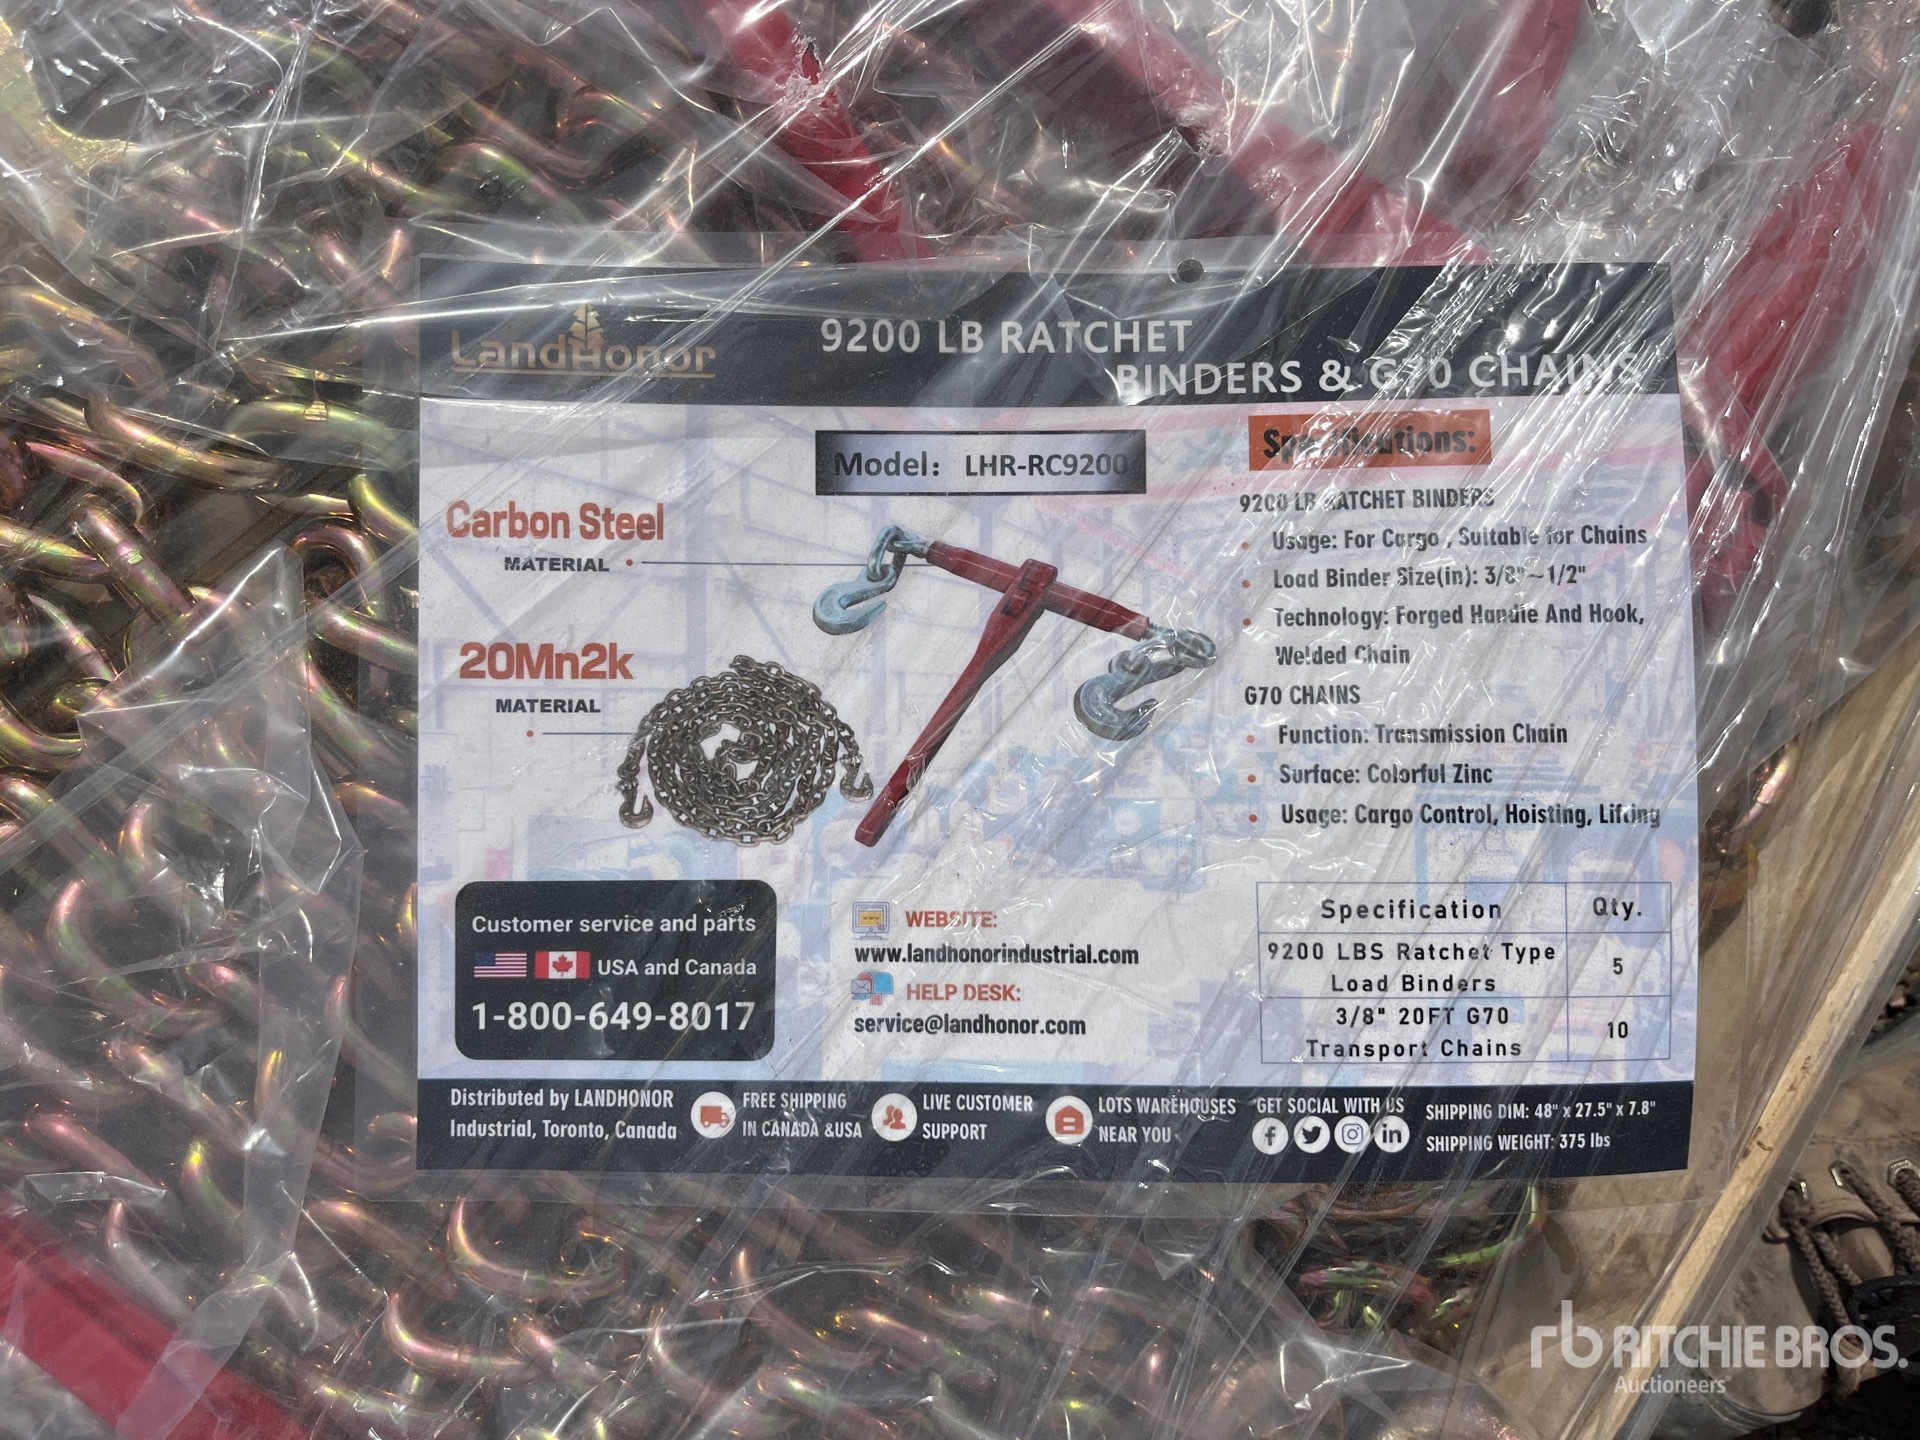 LandHonor
9200 LB RATCHET
BINDERS & G70 CHAINS
Model: LHR-RC9200
Carbon Steel
MATERIAL
20Mn2k
MATERIAL
Specifications:
9200 LB RATCHET BINDERS
Usage: For Cargo , Suitable for Chains
Load Binder Size(in): 3/8"~1/2"
Technology: Forged Handle And Hook,
Welded Chain
G70 CHAINS
Function: Transmission Chain
Surface: Colorful Zinc
Usage: Cargo Control, Hoisting, Lifting
Customer service and parts
USA and Canada
1-800-649-8017
WEBSITE:
www.landhonorindustrial.com
HELP DESK:
service@landhonor.com
Specification Qty.
9200 LBS Ratchet Type
Load Binders 5
3/8" 20FT G70
Transport Chains 10
Distributed by LANDHONOR
Industrial, Toronto, Canada
FREE SHIPPING
IN CANADA &USA
LIVE CUSTOMER
SUPPORT
LOTS WAREHOUSES
NEAR YOU
GET SOCIAL WITH US
SHIPPING DIM: 48" x 27.5" x 7.8"
SHIPPING WEIGHT: 375 lbs
rb RITCHIE BROS.
Auctioneers